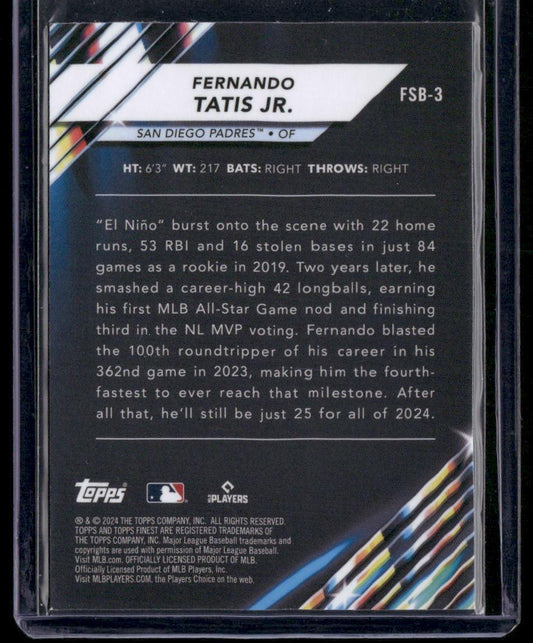 FERNANDO
TATIS JR.
FSB-3
SAN DIEGO PADRES™ • OF
HT: 6'3" WT: 217 BATS: RIGHT THROWS: RIGHT
"El Niño" burst onto the scene with 22 home
runs, 53 RBI and 16 stolen bases in just 84
games as a rookie in 2019. Two years later, he
smashed a career-high 42 longballs, earning
his first MLB All-Star Game nod and finishing
third in the NL MVP voting. Fernando blasted
the 100th roundtripper of his career in his
362nd game in 2023, making him the fourth-
fastest to ever reach that milestone. After
all that, he'll still be just 25 for all of 2024.
topps
PLAYERS
® & © 2024 THE TOPPS COMPANY, INC. ALL RIGHTS RESERVED.
TOPPS AND TOPPS FINEST ARE REGISTERED TRADEMARKS OF
THE TOPPS COMPANY, INC. Major League Baseball trademarks and
copyrights are used with permission of Major League Baseball.
Visit MLB.com. OFFICIALLY LICENSED PRODUCT OF MLB.
Officially Licensed Product of MLB Players, Inc.
Visit MLBPLAYERS.COM, the Players Choice on the web.